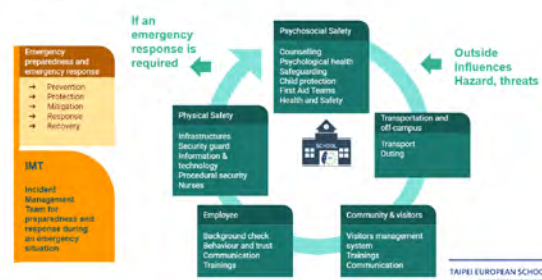 If an
emergency
response is
required
Emergency
preparedness and
emergency response
→ Prevention
→ Protection
→ Mitigation
→ Response
→ Recovery
IMT
Incident
Management
Team for
preparedness and
response during
an emergency
situation
Psychosocial Safety
Counselling
Psychological health
Safeguarding
Child protection
First Aid Teams
Health and Safety
Outside
Influences
Hazard, threats
Physical Safety
Infrastructures
Security guard
Information &
technology
Procedural security
Nurses
SCHOOL
Transportation and
off-campus
Transport
Outing
Employee
Background check
Behaviour and trust
Communication
Trainings
Community & visitors
Visitors management
system
Trainings
Communication
TAIPEI EUROPEAN SCHOO